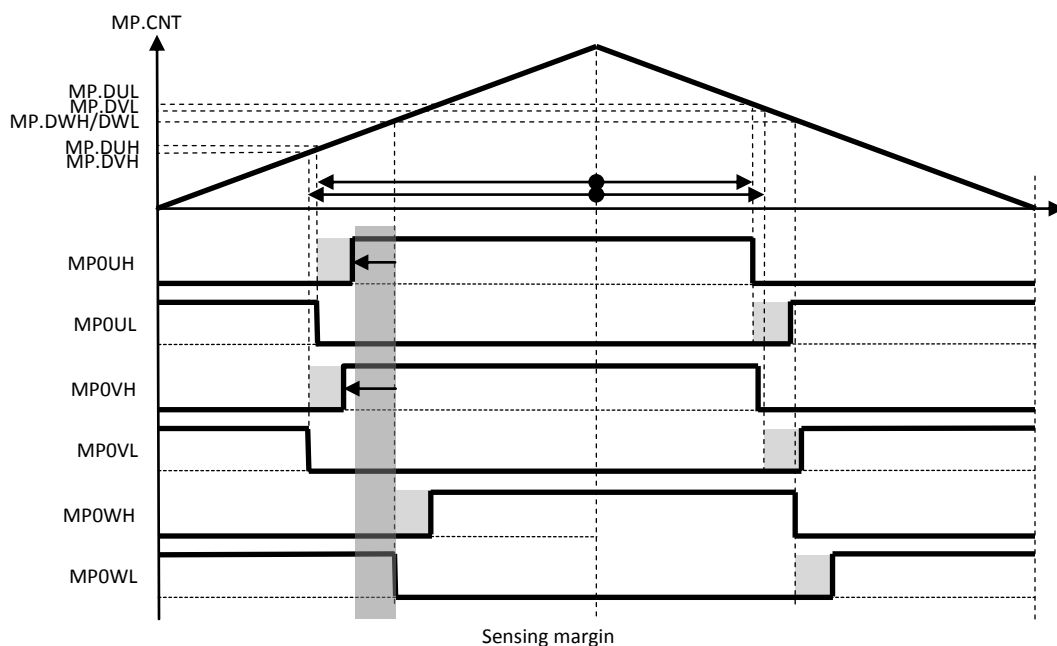 MP.CNT
MP.DUL
MP.DVL
MP.DWH/DWL
MP.DUH
MP.DVH
MP0UH
MP0UL
MP0VH
MP0VL
MP0WH
MP0WL
Sensing margin